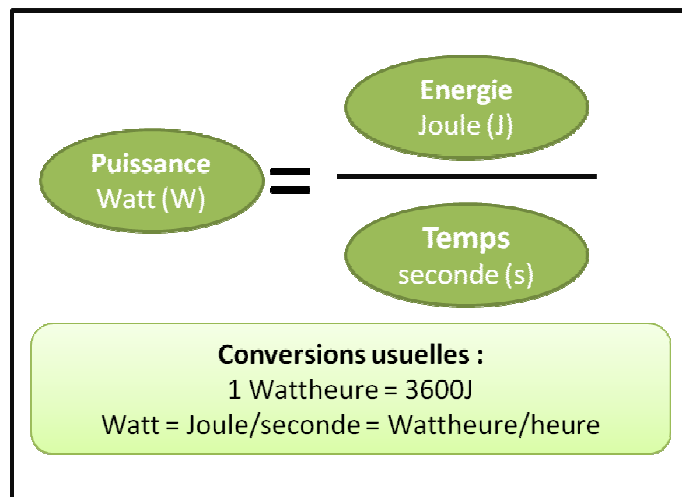 Puissance
Watt (W)
=
Energie
Joule (J)
Temps
seconde (s)
Conversions usuelles :
1 Wattheure = 3600J
Watt = Joule/seconde = Wattheure/heure